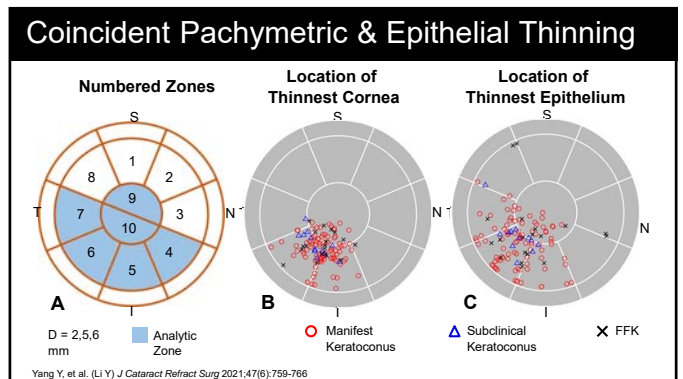 Coincident Pachymetric & Epithelial Thinning
Numbered Zones
S
1
2
8
9
T
7
3
N
10
6
4
5
A
I
D = 2,5,6
mm
Analytic
Zone
Location of
Thinnest Cornea
S
N
B
I
Manifest
Keratoconus
Location of
Thinnest Epithelium
S
T
N
C
I
Subclinical
Keratoconus
FFK
Yang Y, et al. (Li Y) J Cataract Refract Surg 2021;47(6):759-766